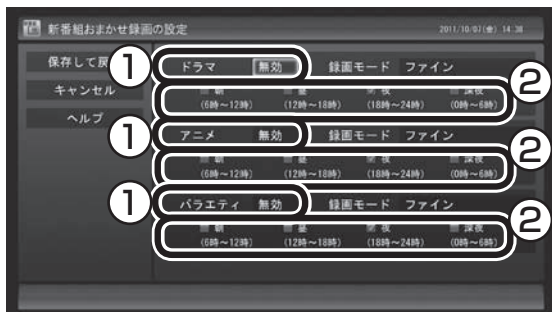 新番組おまかせ録画の設定 2011/10/07(金) 14:38
保存して戻
キャンセル
ヘルプ
① ドラマ 無効 録画モード ファイン
② 朝 昼 夜 深夜
(6時~12時) (12時~18時) (18時~24時) (0時~6時)
① アニメ 無効 録画モード ファイン
② 朝 昼 夜 深夜
(6時~12時) (12時~18時) (18時~24時) (0時~6時)
① バラエティ 無効 録画モード ファイン
② 朝 昼 夜 深夜
(6時~12時) (12時~18時) (18時~24時) (0時~6時)